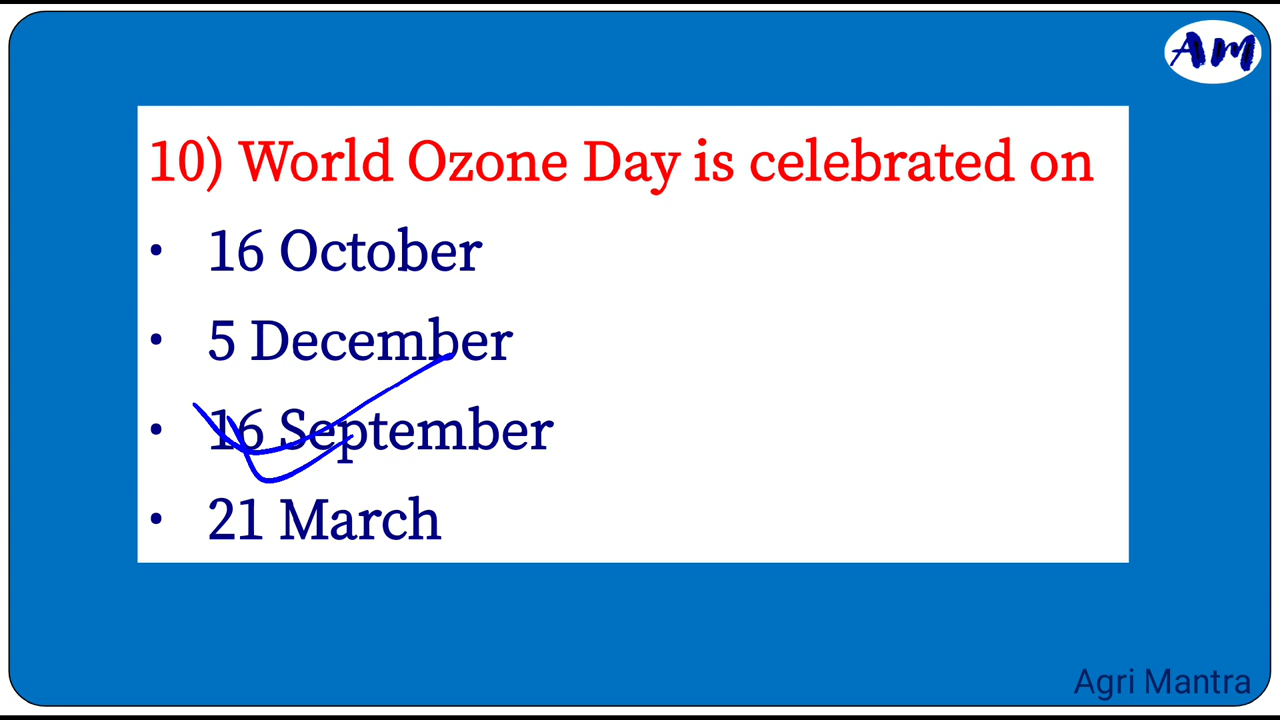 AM
10) World Ozone Day is celebrated on
• 16 October
• 5 December
• 16 September
• 21 March
Agri Mantra